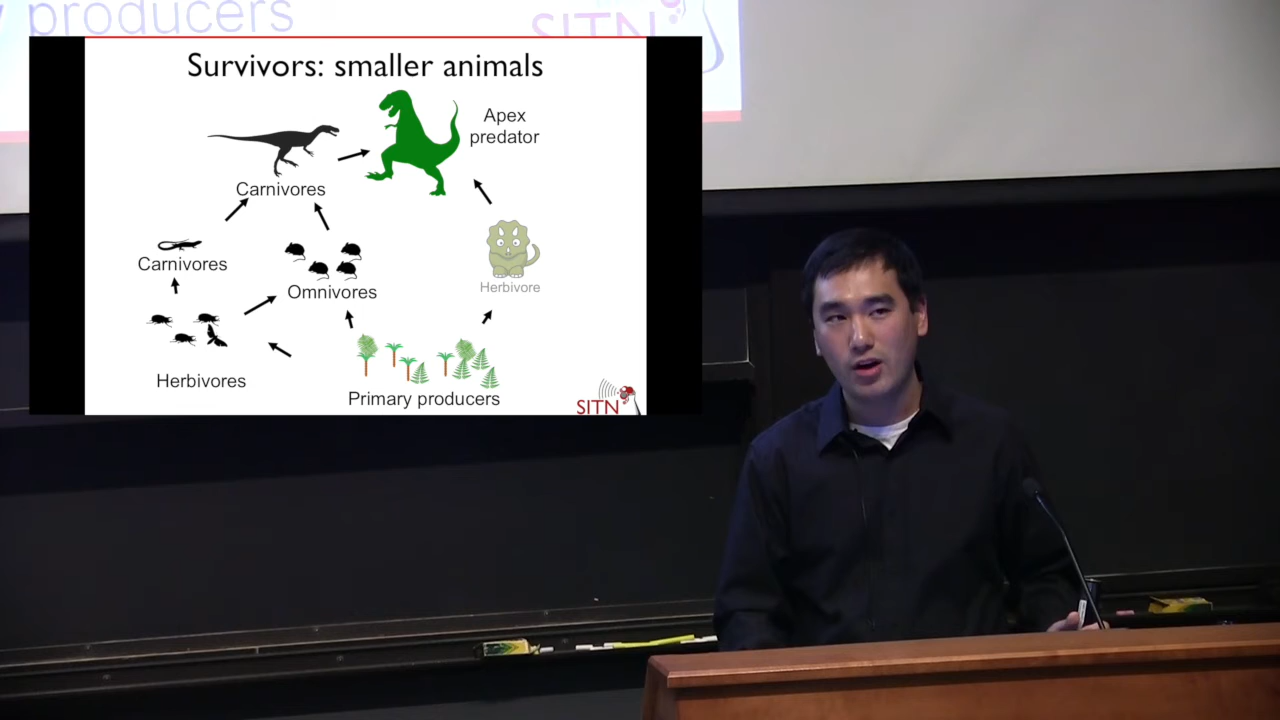 y producers
SITN
Survivors: smaller animals
Apex
predator
Carnivores
Carnivores
Omnivores
Herbivore
Herbivores
Primary producers
SITN